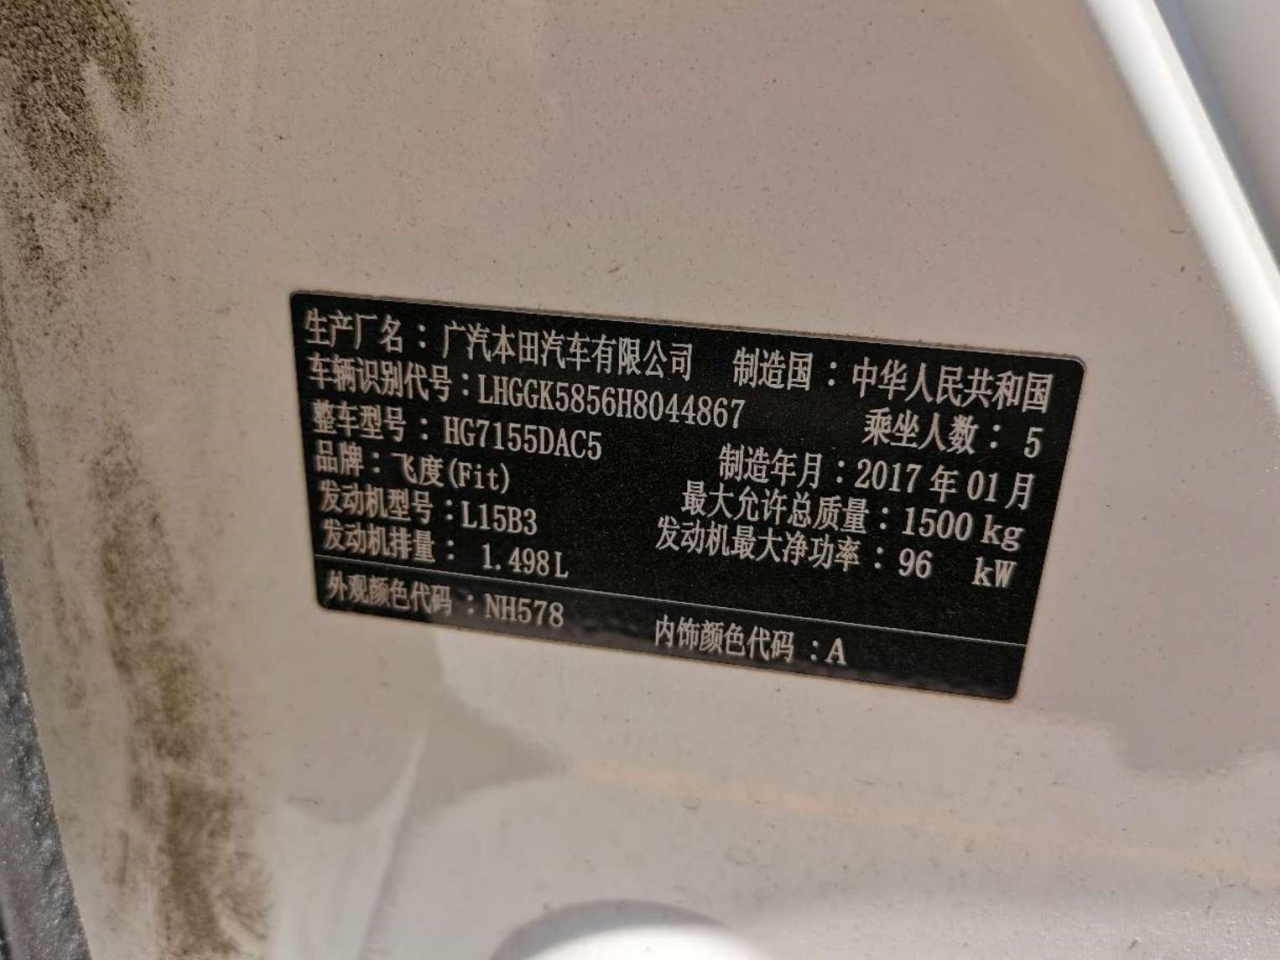 生产厂名：广汽本田汽车有限公司 制造国：中华人民共和国
车辆识别代号：LHGGK5856H8044867 乘坐人数：5
整车型号：HG7155DAC5 制造年月：2017年01月
品牌：飞度(Fit) 最大允许总质量：1500 kg
发动机型号：L15B3 发动机最大净功率：96 kW
发动机排量：1.498L
外观颜色代码：NH578 内饰颜色代码：A